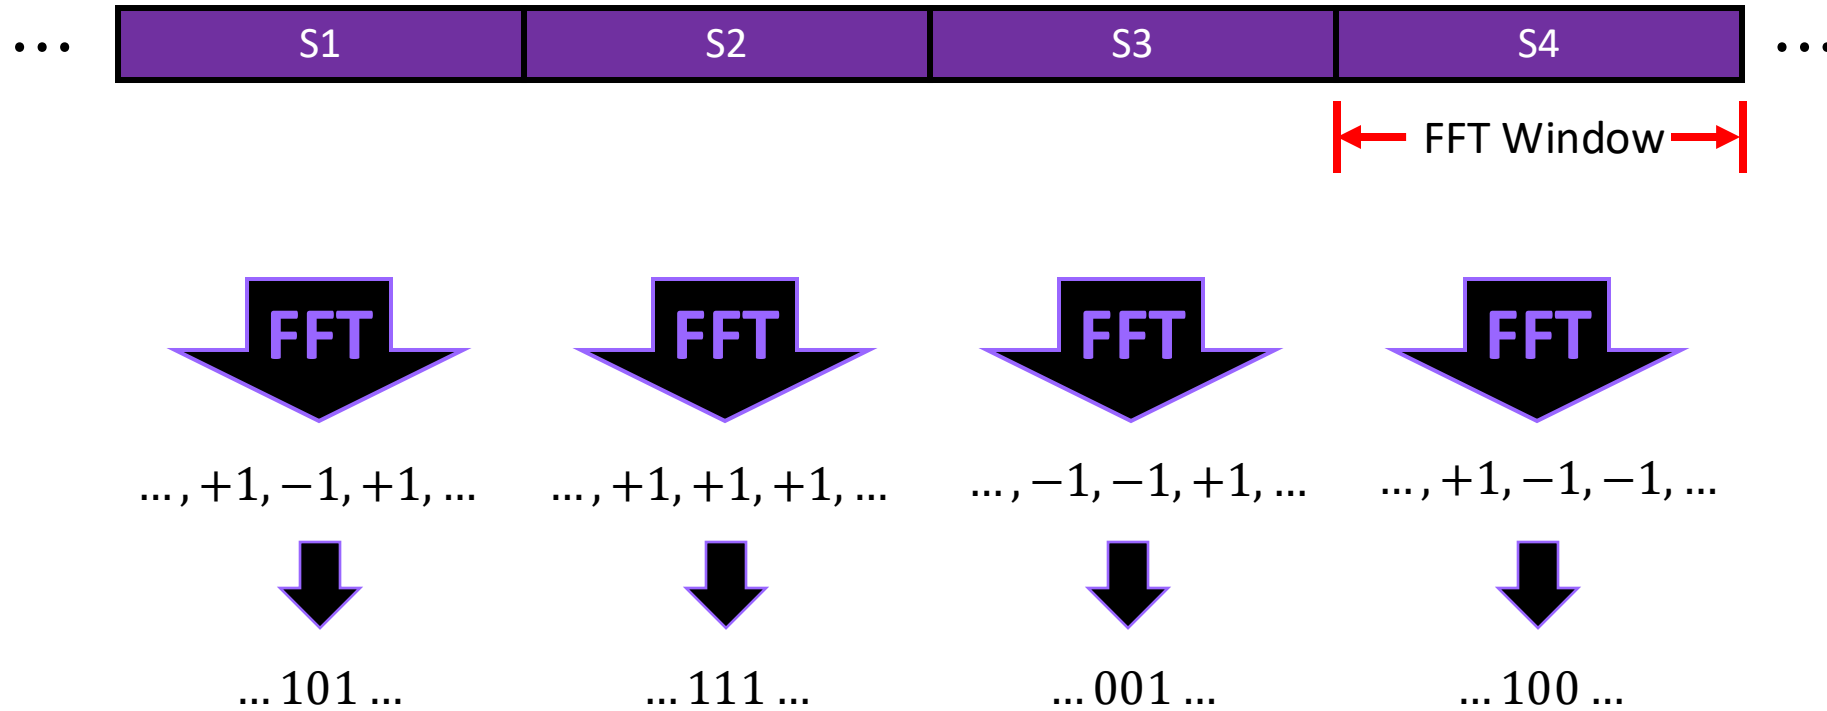 … S1 S2 S3 S4 …
FFT Window
FFT FFT FFT FFT
…, +1, −1, +1, … …, +1, +1, +1, … …, −1, −1, +1, … …, +1, −1, −1, …
… 101 … … 111 … … 001 … … 100 …